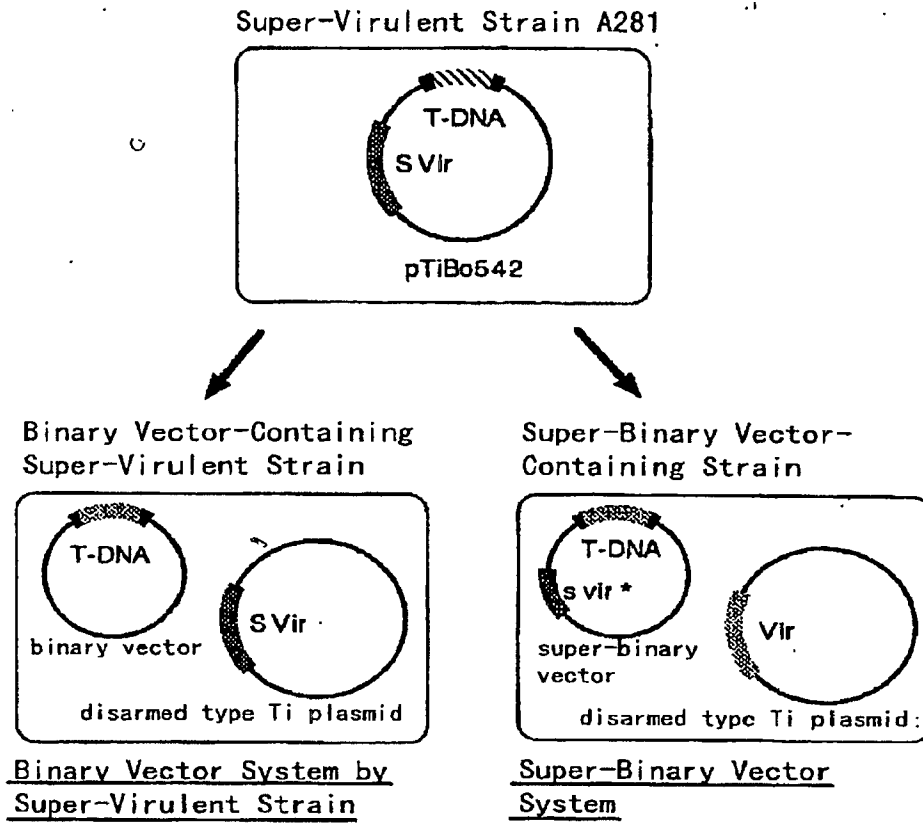 Super-Virulent Strain A281
T-DNA
S Vir
pTiBo542
Binary Vector-Containing
Super-Virulent Strain
T-DNA
binary vector
S Vir
disarmed type Ti plasmid
Binary Vector System by
Super-Virulent Strain
Super-Binary Vector-
Containing Strain
T-DNA
s vir *
super-binary
vector
Vir
disarmed type Ti plasmid
Super-Binary Vector
System